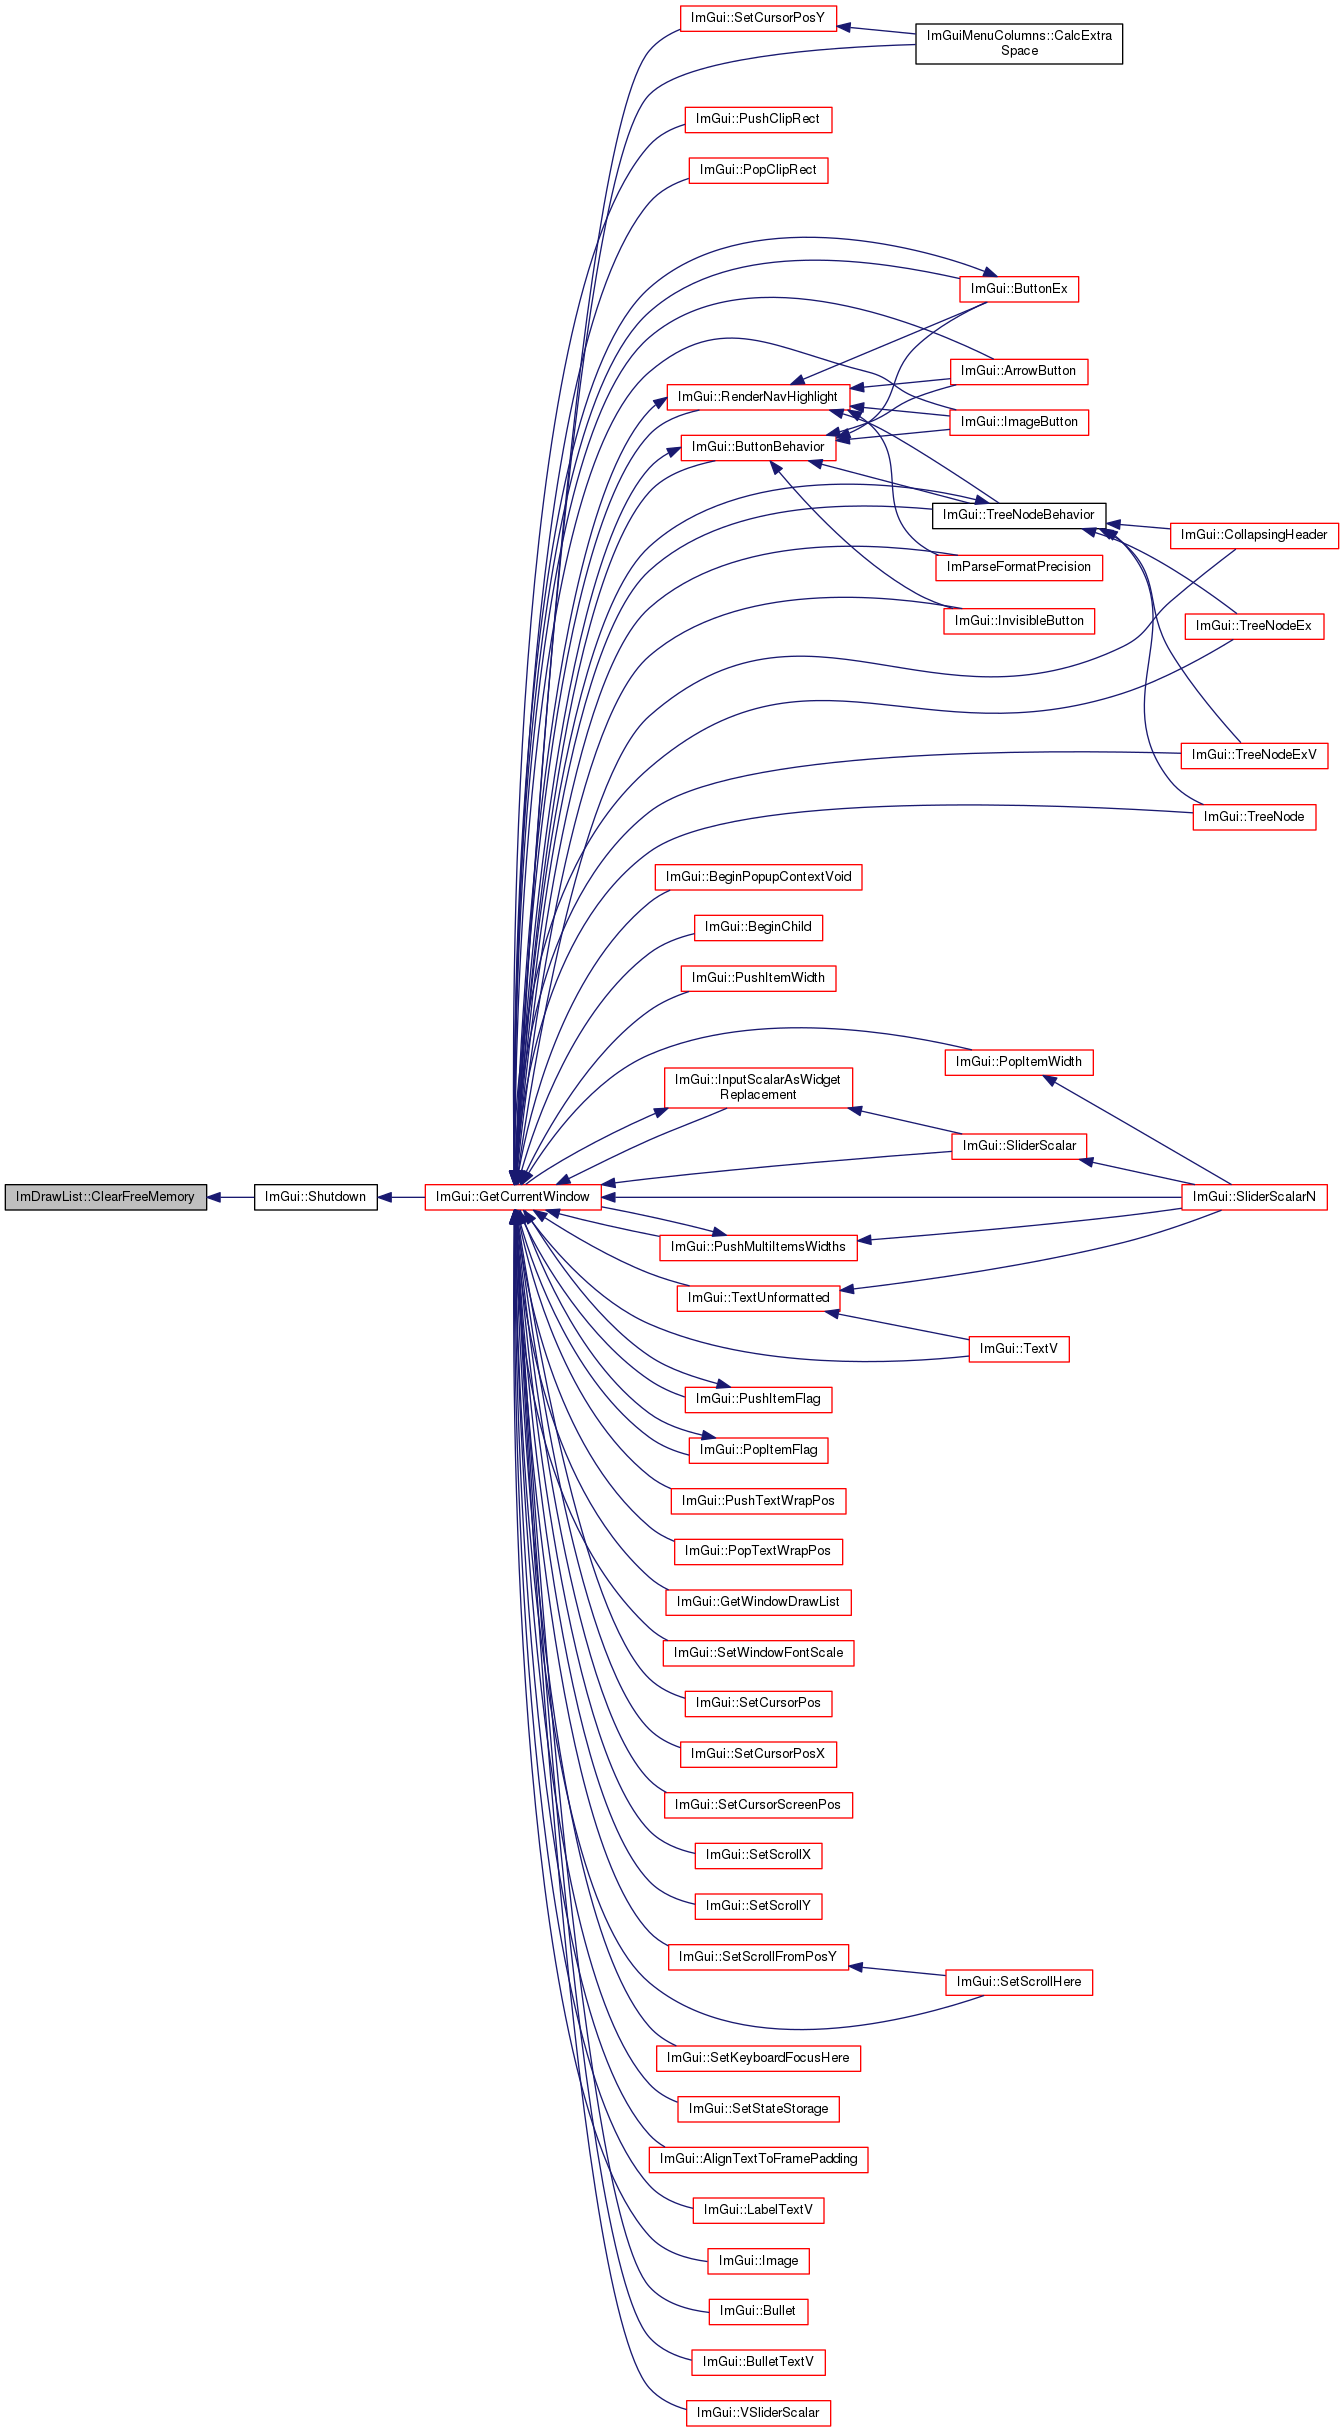 ImGui::SetCursorPosY
ImGuiMenuColumns::CalcExtra
Space
ImGui::PushClipRect
ImGui::PopClipRect
ImGui::ButtonEx
ImGui::ArrowButton
ImGui::RenderNavHighlight
ImGui::ImageButton
ImGui::ButtonBehavior
ImGui::TreeNodeBehavior
ImGui::CollapsingHeader
ImParseFormatPrecision
ImGui::InvisibleButton
ImGui::TreeNodeEx
ImGui::TreeNodeExV
ImGui::TreeNode
ImGui::BeginPopupContextVoid
ImGui::BeginChild
ImGui::PushItemWidth
ImGui::PopItemWidth
ImGui::InputScalarAsWidget
Replacement
ImGui::SliderScalar
ImDrawList::ClearFreeMemory
ImGui::Shutdown
ImGui::GetCurrentWindow
ImGui::SliderScalarN
ImGui::PushMultiItemsWidths
ImGui::TextUnformatted
ImGui::TextV
ImGui::PushItemFlag
ImGui::PopItemFlag
ImGui::PushTextWrapPos
ImGui::PopTextWrapPos
ImGui::GetWindowDrawList
ImGui::SetWindowFontScale
ImGui::SetCursorPos
ImGui::SetCursorPosX
ImGui::SetCursorScreenPos
ImGui::SetScrollX
ImGui::SetScrollY
ImGui::SetScrollFromPosY
ImGui::SetScrollHere
ImGui::SetKeyboardFocusHere
ImGui::SetStateStorage
ImGui::AlignTextToFramePadding
ImGui::LabelTextV
ImGui::Image
ImGui::Bullet
ImGui::BulletTextV
ImGui::VSliderScalar